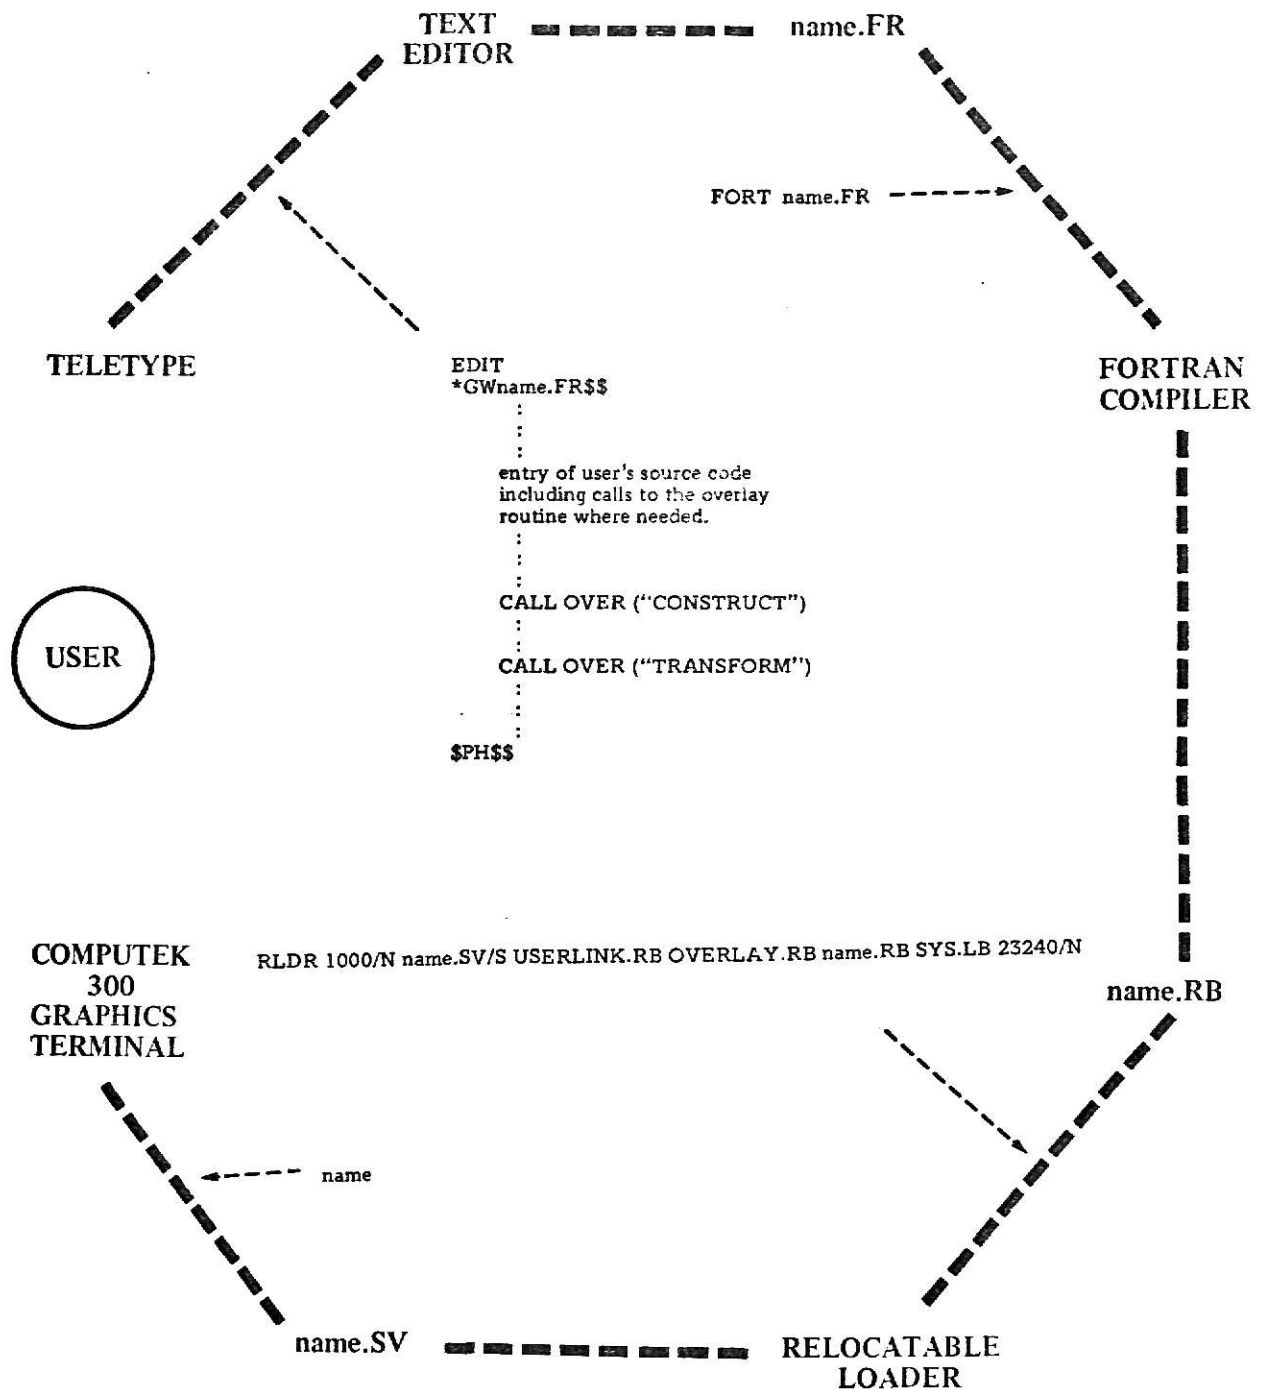 TEXT
EDITOR
name.FR
FORT name.FR
TELETYPE
EDIT
*GWname.FR$$
FORTRAN
COMPILER
entry of user's source code
including calls to the overlay
routine where needed.
CALL OVER ("CONSTRUCT")
USER
CALL OVER ("TRANSFORM")
$PH$$
COMPUTEK
300
GRAPHICS
TERMINAL
RLDR 1000/N name.SV/S USERLINK.RB OVERLAY.RB name.RB SYS.LB 23240/N
name.RB
name
name.SV
RELOCATABLE
LOADER